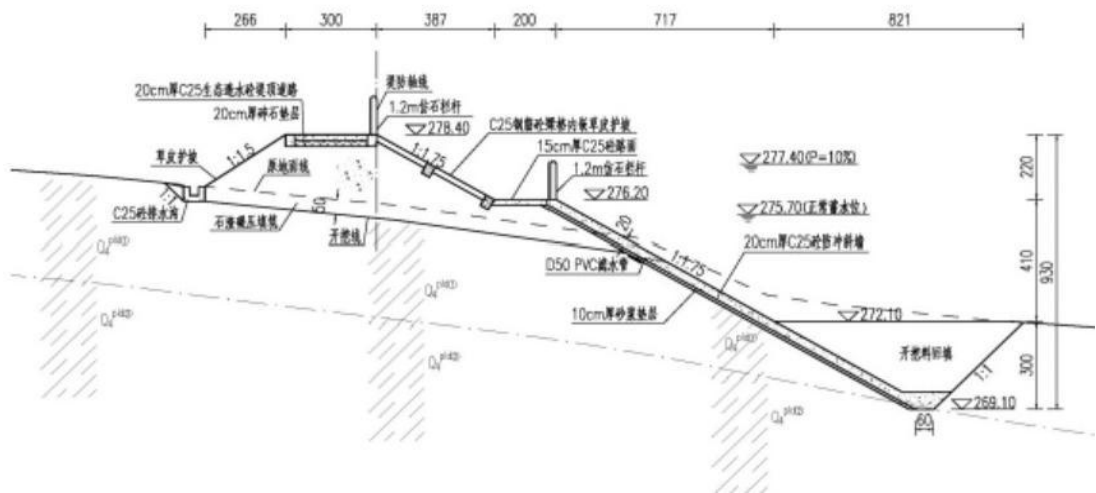 266 300 387 200 717 821
堤防轴线
20cm厚C25生态透水砼堤顶道路
1.2m仿石栏杆
20cm厚碎石垫层
278.40
C25钢筋砼框格内嵌草皮护坡
15cm厚C25砼路面
277.40(P=10%)
草皮护坡
1:1.5
1:1.75
1.2m仿石栏杆
220
原地面线
276.20
275.70(正常蓄水位)
1:1
50
C25砼排水沟
石渣碾压填筑
开挖线
20
20cm厚C25砼防冲斜墙
1:1.75
D50 PVC滤水管
410
930
10cm厚砂浆垫层
272.10
开挖料回填
1:1
300
269.10
60